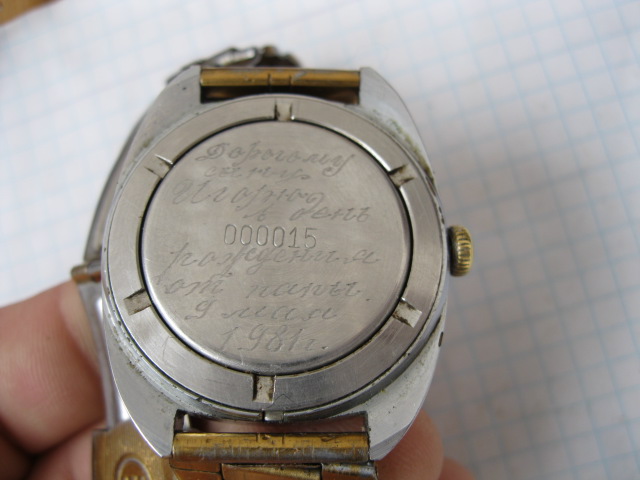 Дорогому
сыну
Игорю
в день
000015
рождения
от папы.
9 мая
1981г.